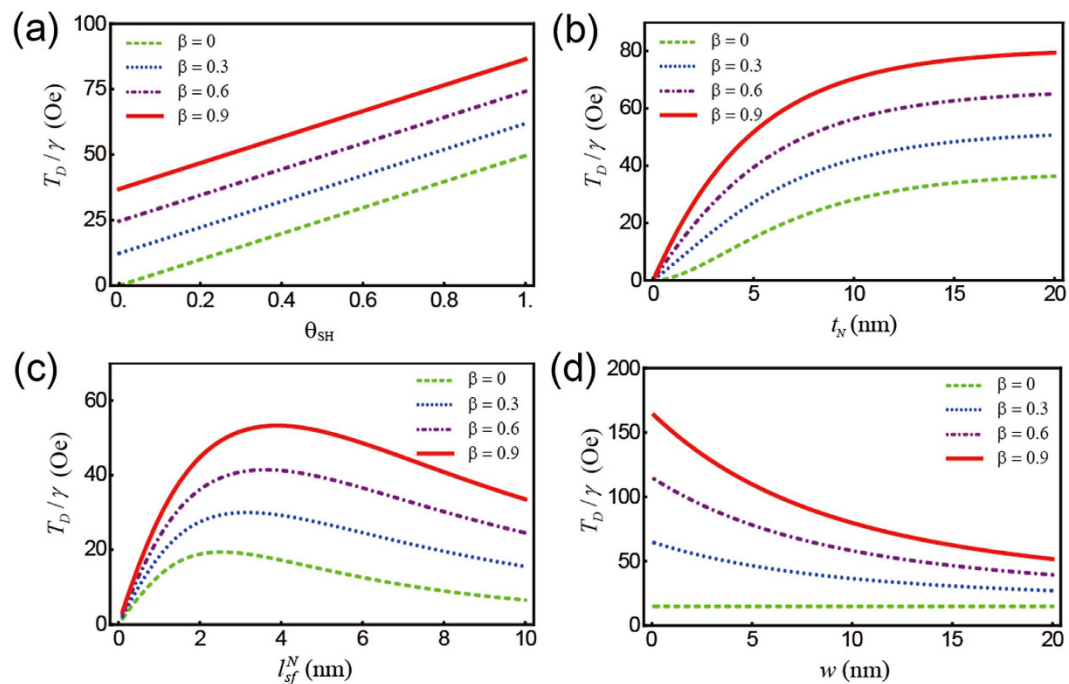 (a)
100
75
50
25
0
T_D / γ (Oe)
β = 0
β = 0.3
β = 0.6
β = 0.9
0. 0.2 0.4 0.6 0.8 1.
θ_SH
(b)
80
60
40
20
0
T_D / γ (Oe)
β = 0
β = 0.3
β = 0.6
β = 0.9
0 5 10 15 20
t_N (nm)
(c)
60
40
20
0
T_D / γ (Oe)
β = 0
β = 0.3
β = 0.6
β = 0.9
0 2 4 6 8 10
l_sf^N (nm)
(d)
200
150
100
50
0
T_D / γ (Oe)
β = 0
β = 0.3
β = 0.6
β = 0.9
0 5 10 15 20
w (nm)